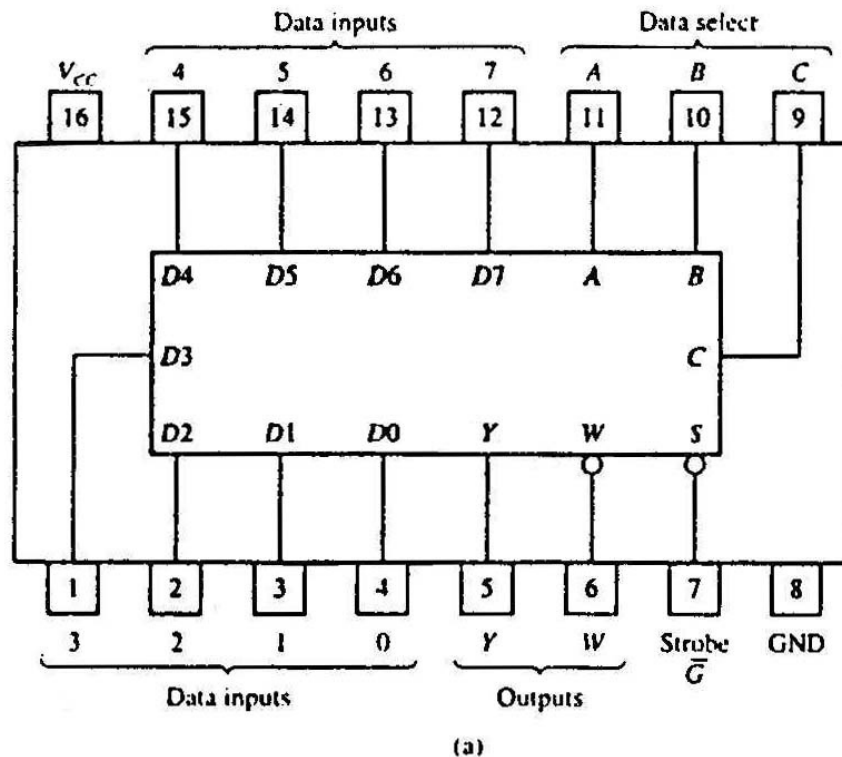 Data inputs Data select
Vcc 4 5 6 7 A B C
16 15 14 13 12 11 10 9
D4 D5 D6 D7 A B
D3 C
D2 D1 D0 Y W S
1 2 3 4 5 6 7 8
3 2 1 0 Y W Strobe GND
G̅
Data inputs Outputs
(a)